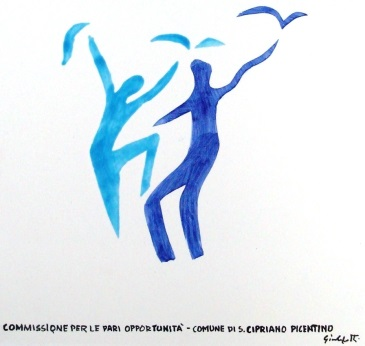 COMMISSIONE PER LE PARI OPPORTUNITÀ - COMUNE DI S. CIPRIANO PICENTINO